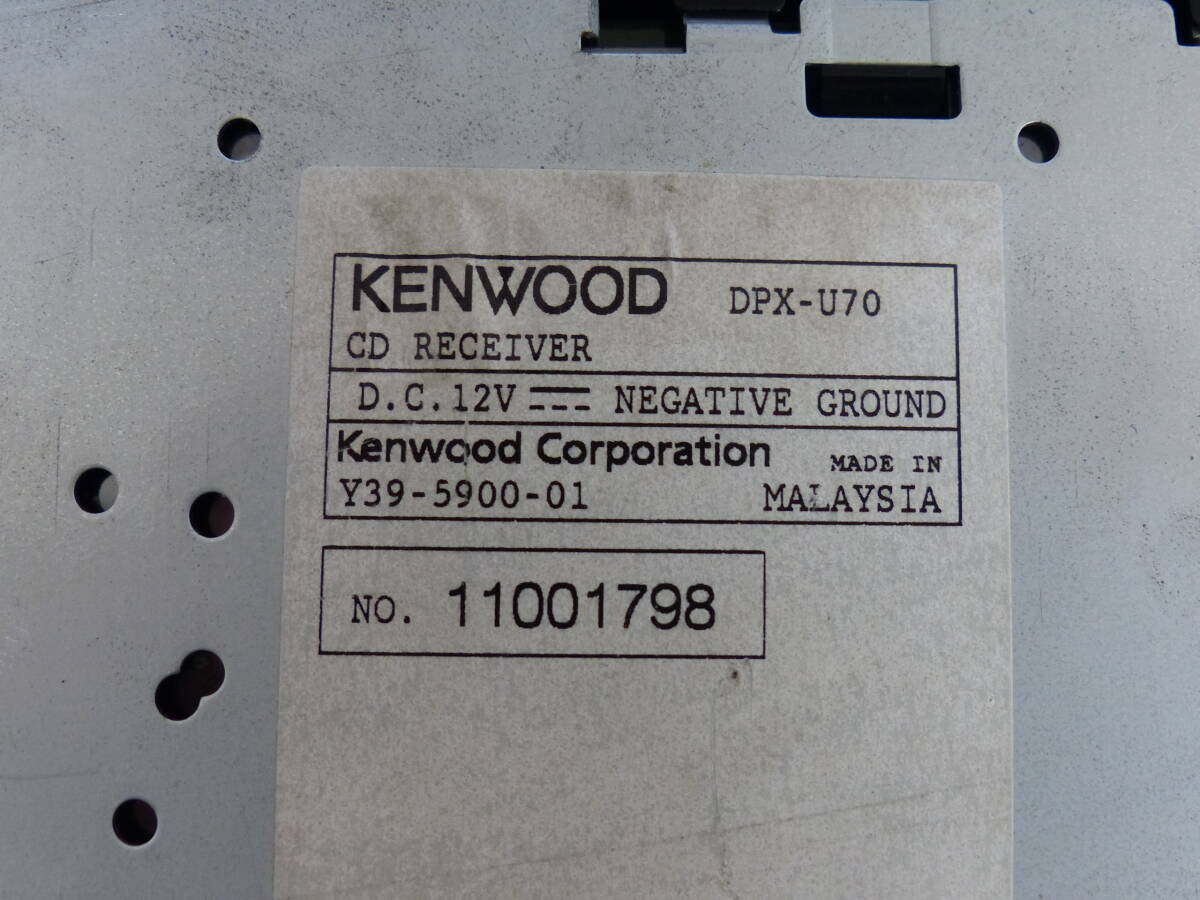 KENWOOD DPX-U70
CD RECEIVER
D.C.12V NEGATIVE GROUND
Kenwood Corporation MADE IN
Y39-5900-01 MALAYSIA
NO. 11001798